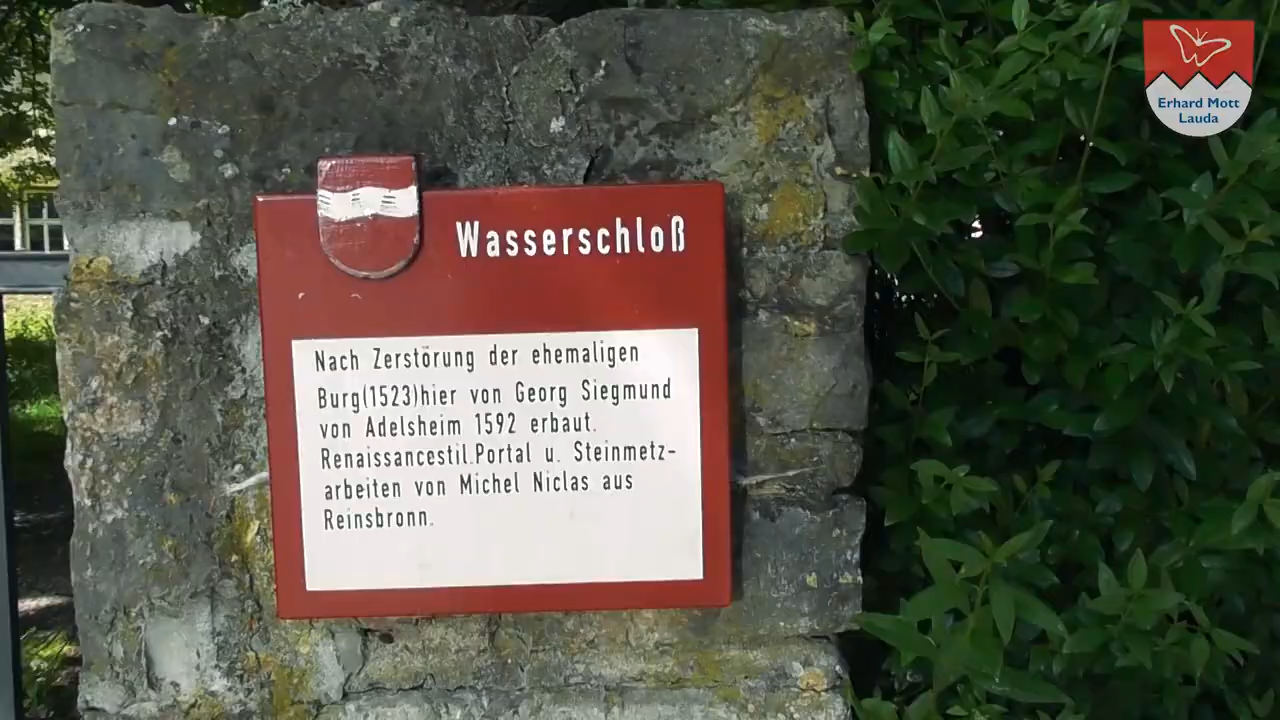 Erhard Mott
Lauda
Wasserschloß
Nach Zerstörung der ehemaligen
Burg(1523)hier von Georg Siegmund
von Adelsheim 1592 erbaut.
Renaissancestil.Portal u. Steinmetz-
arbeiten von Michel Niclas aus
Reinsbronn.